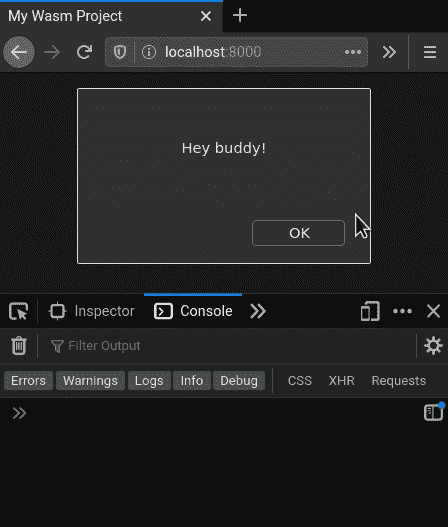 My Wasm Project
localhost:8000
Hey buddy!
OK
Inspector Console
Filter Output
Errors Warnings Logs Info Debug CSS XHR Requests